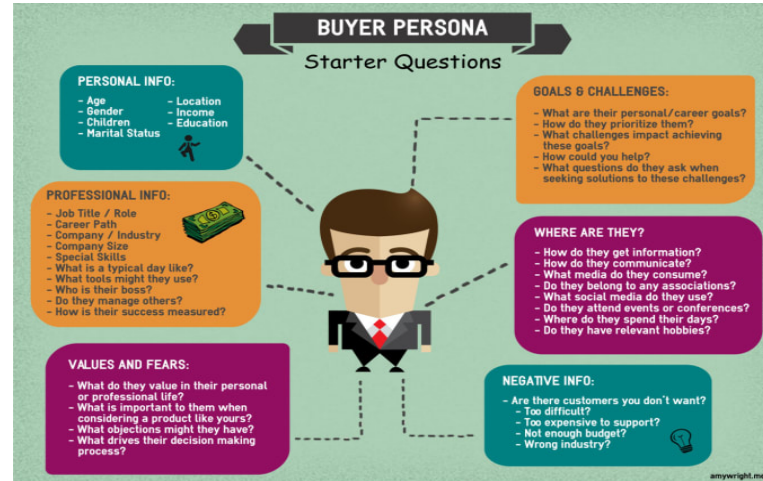 BUYER PERSONA
Starter Questions
PERSONAL INFO:
- Age
- Gender
- Children
- Marital Status
- Location
- Income
- Education
PROFESSIONAL INFO:
- Job Title / Role
- Career Path
- Company / Industry
- Company Size
- Special Skills
- What is a typical day like?
- What tools might they use?
- Who is their boss?
- Do they manage others?
- How is their success measured?
VALUES AND FEARS:
- What do they value in their personal
or professional life?
- What is important to them when
considering a product like yours?
- What objections might they have?
- What drives their decision making
process?
GOALS & CHALLENGES:
- What are their personal/career goals?
- How do they prioritize them?
- What challenges impact achieving
these goals?
- How could you help?
- What questions do they ask when
seeking solutions to these challenges?
WHERE ARE THEY?
- How do they get information?
- How do they communicate?
- What media do they consume?
- Do they belong to any associations?
- What social media do they use?
- Do they attend events or conferences?
- Where do they spend their days?
- Do they have relevant hobbies?
NEGATIVE INFO:
- Are there customers you don't want?
- Too difficult?
- Too expensive to support?
- Not enough budget?
- Wrong industry?
amywright.me